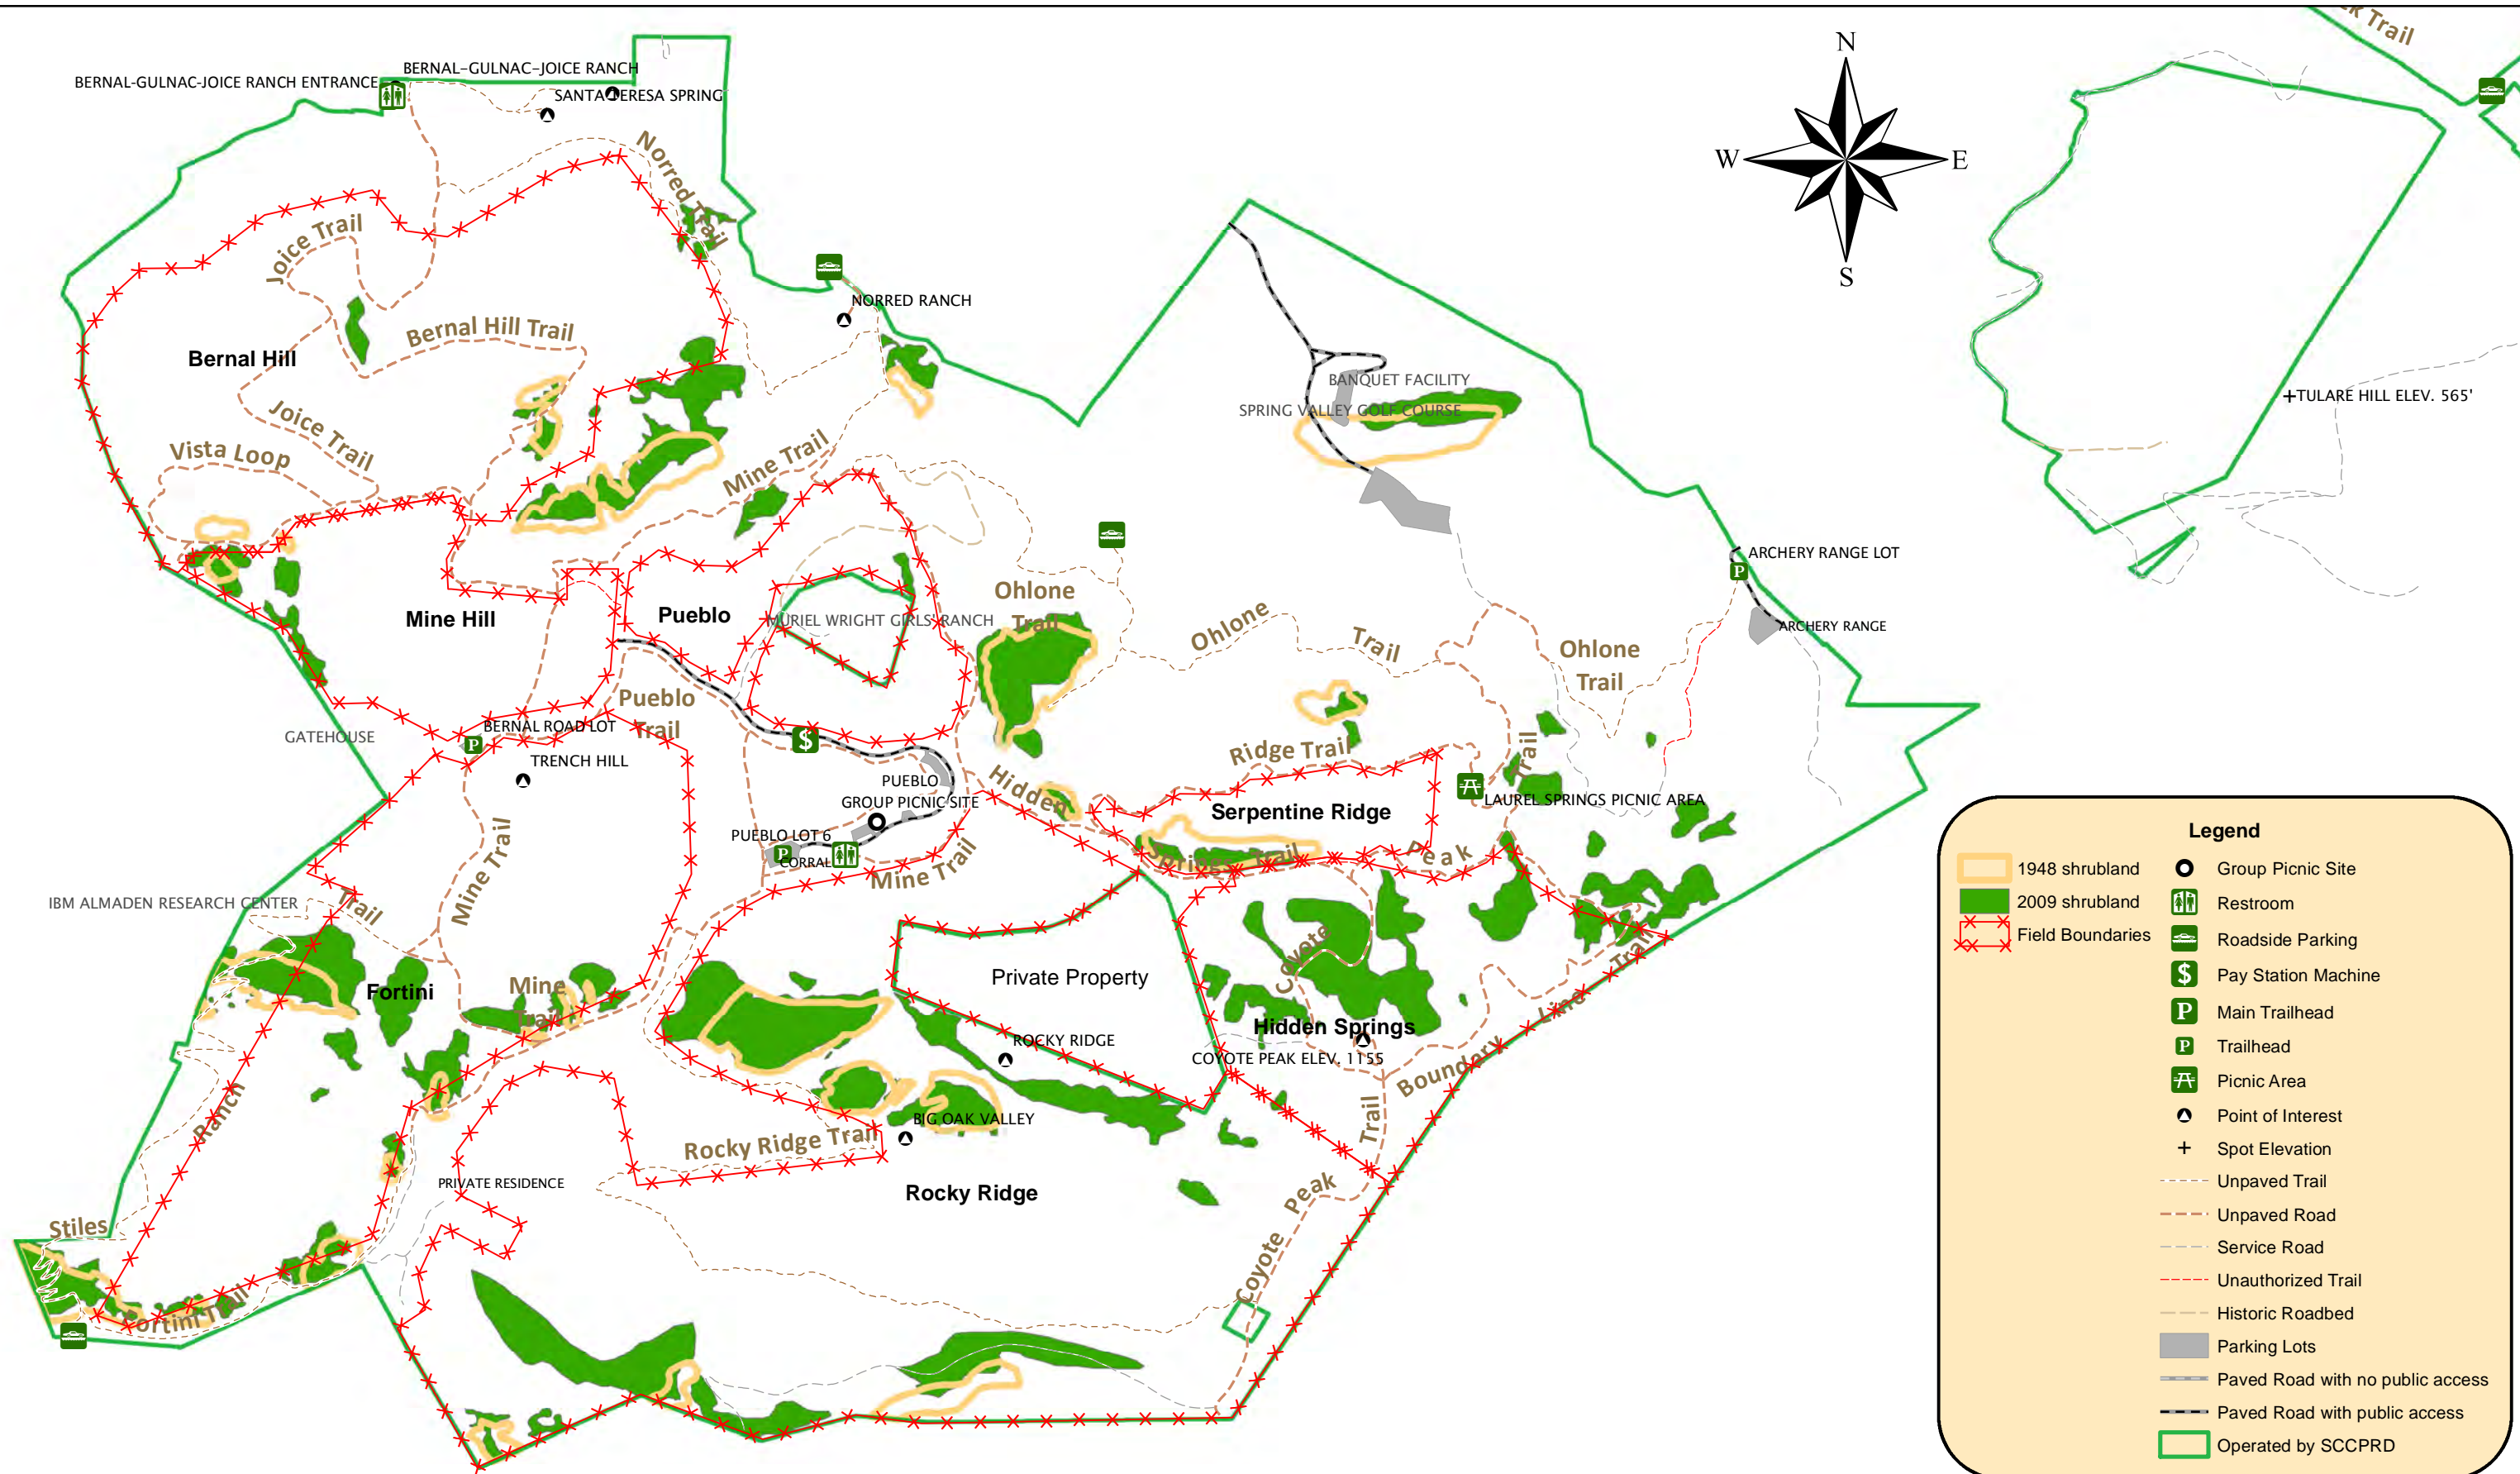 ck Trail
N
W
E
S
BERNAL-GULNAC-JOICE RANCH
BERNAL-GULNAC-JOICE RANCH ENTRANCE
SANTA TERESA SPRING
Norred Trail
Joice Trail
NORRED RANCH
Bernal Hill Trail
Bernal Hill
BANQUET FACILITY
SPRING VALLEY GOLF COURSE
TULARE HILL ELEV. 565'
Joice Trail
Vista Loop
Mine Trail
ARCHERY RANGE LOT
ARCHERY RANGE
Ohlone
Trail
Mine Hill
Pueblo
MURIEL WRIGHT GIRLS RANCH
Ohlone
Trail
Ohlone
Trail
Pueblo
Trail
BERNAL ROAD LOT
GATEHOUSE
TRENCH HILL
Ridge Trail
Trail
PUEBLO
GROUP PICNIC SITE
Hidden
Serpentine Ridge
LAUREL SPRINGS PICNIC AREA
PUEBLO LOT 6
CORRAL
Mine Trail
Springs Trail
Peak
Mine Trail
IBM ALMADEN RESEARCH CENTER
Trail
Coyote
Private Property
Fortini
Mine
Trail
Hidden Springs
COYOTE PEAK ELEV. 1155
ROCKY RIDGE
Boundary
Line
Trail
Ranch
BIG OAK VALLEY
Rocky Ridge Trail
Trail
PRIVATE RESIDENCE
Rocky Ridge
Peak
Coyote
Stiles
Fortini Trail
Legend
1948 shrubland
2009 shrubland
Field Boundaries
Group Picnic Site
Restroom
Roadside Parking
$ Pay Station Machine
P Main Trailhead
P Trailhead
Picnic Area
Point of Interest
+ Spot Elevation
Unpaved Trail
Unpaved Road
Service Road
Unauthorized Trail
Historic Roadbed
Parking Lots
Paved Road with no public access
Paved Road with public access
Operated by SCCPRD